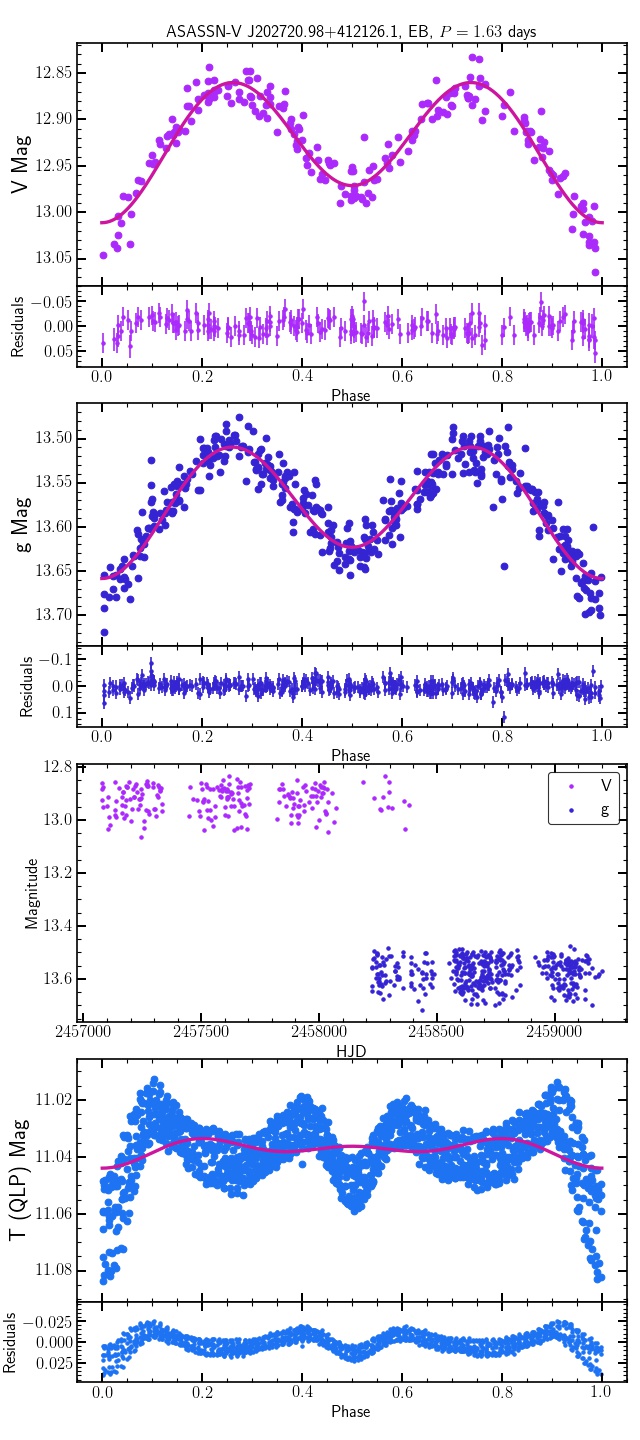 ASASSN-V J202720.98+412126.1, EB, P = 1.63 days
V Mag
12.85
12.90
12.95
13.00
13.05
Residuals
−0.05
0.00
0.05
0.0 0.2 0.4 0.6 0.8 1.0
Phase
g Mag
13.50
13.55
13.60
13.65
13.70
Residuals
−0.1
0.0
0.1
0.0 0.2 0.4 0.6 0.8 1.0
Phase
Magnitude
12.8
13.0
13.2
13.4
13.6
V
g
2457000 2457500 2458000 2458500 2459000
HJD
T (QLP) Mag
11.02
11.04
11.06
11.08
Residuals
−0.025
0.000
0.025
0.0 0.2 0.4 0.6 0.8 1.0
Phase